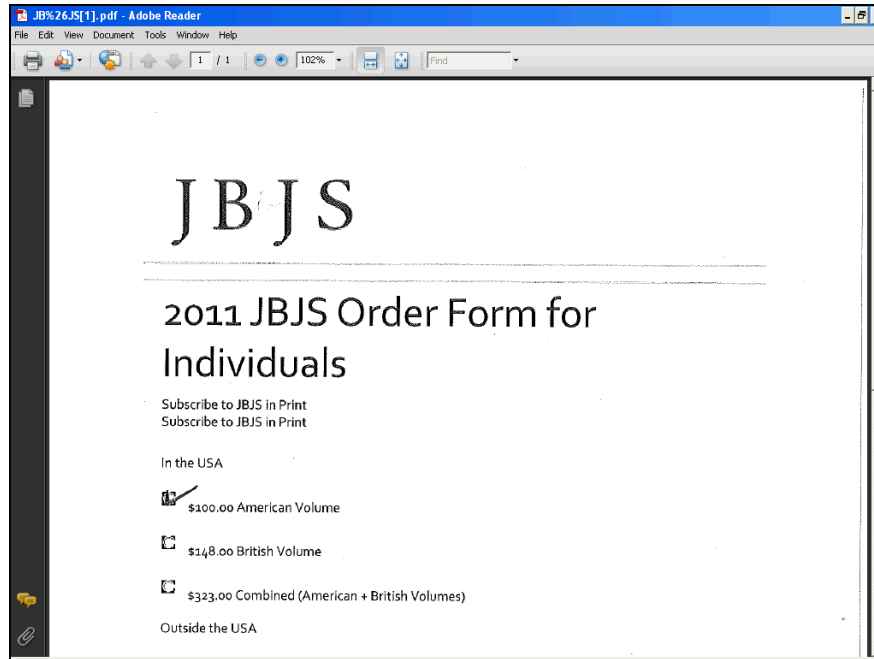 JB%26JS[1].pdf - Adobe Reader
File Edit View Document Tools Window Help
1 / 1 102% Find
JBJS
2011 JBJS Order Form for
Individuals
Subscribe to JBJS in Print
Subscribe to JBJS in Print
In the USA
$100.00 American Volume
$148.00 British Volume
$323.00 Combined (American + British Volumes)
Outside the USA